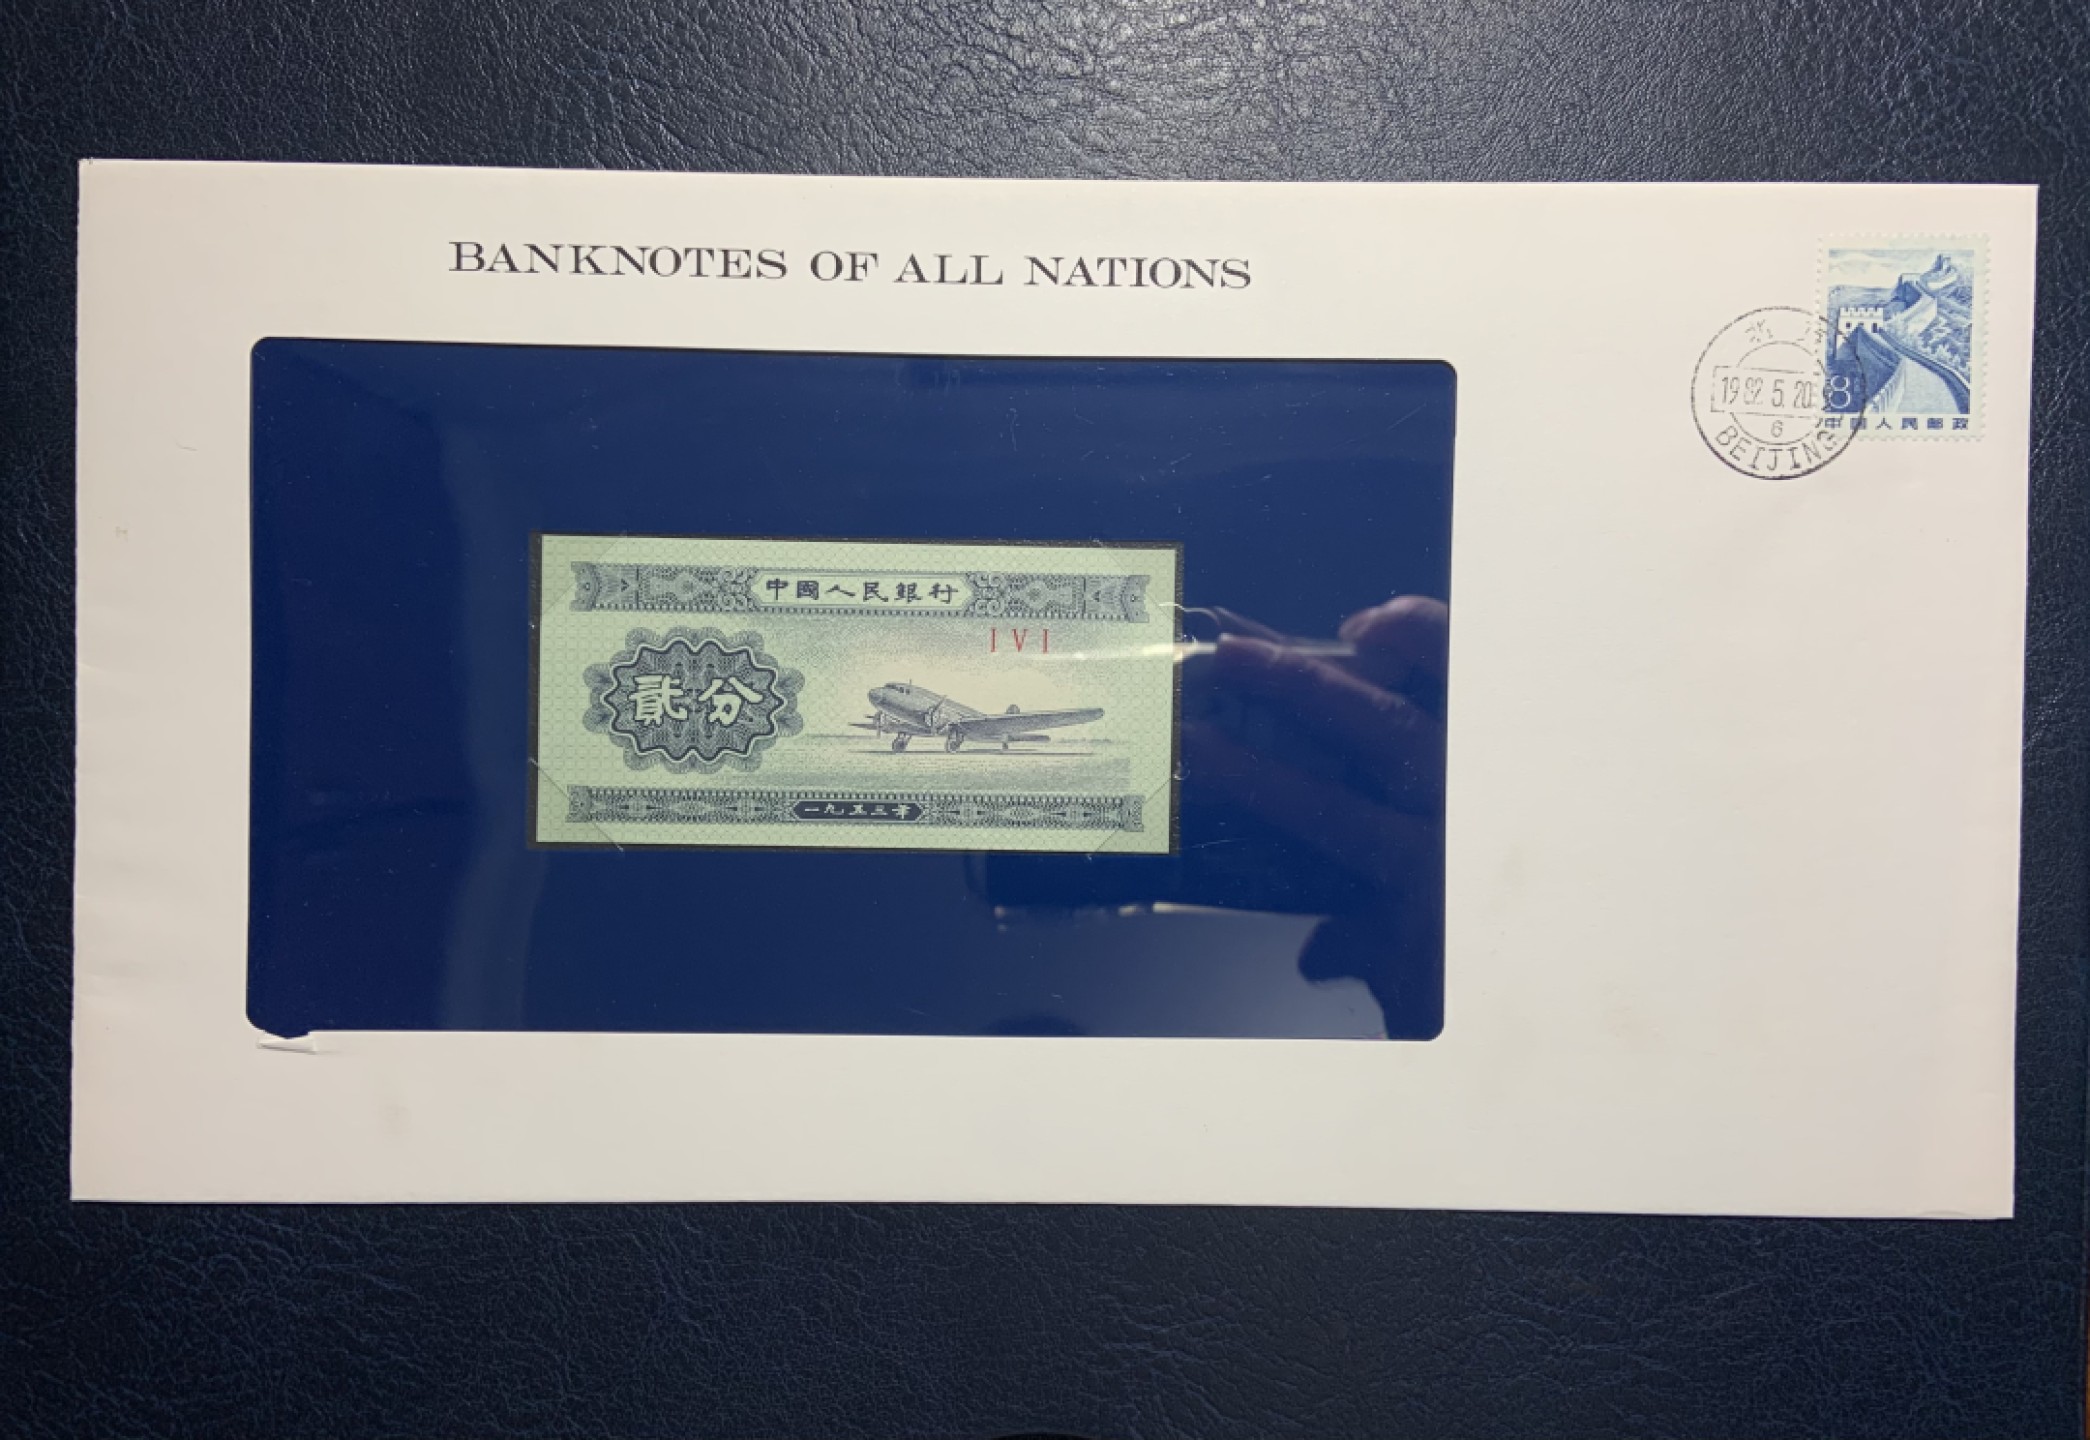 BANKNOTES OF ALL NATIONS
1982.5.20
6
BEIJING
8
中国人民邮政
中國人民銀行
I V I
貳分
一九五三年